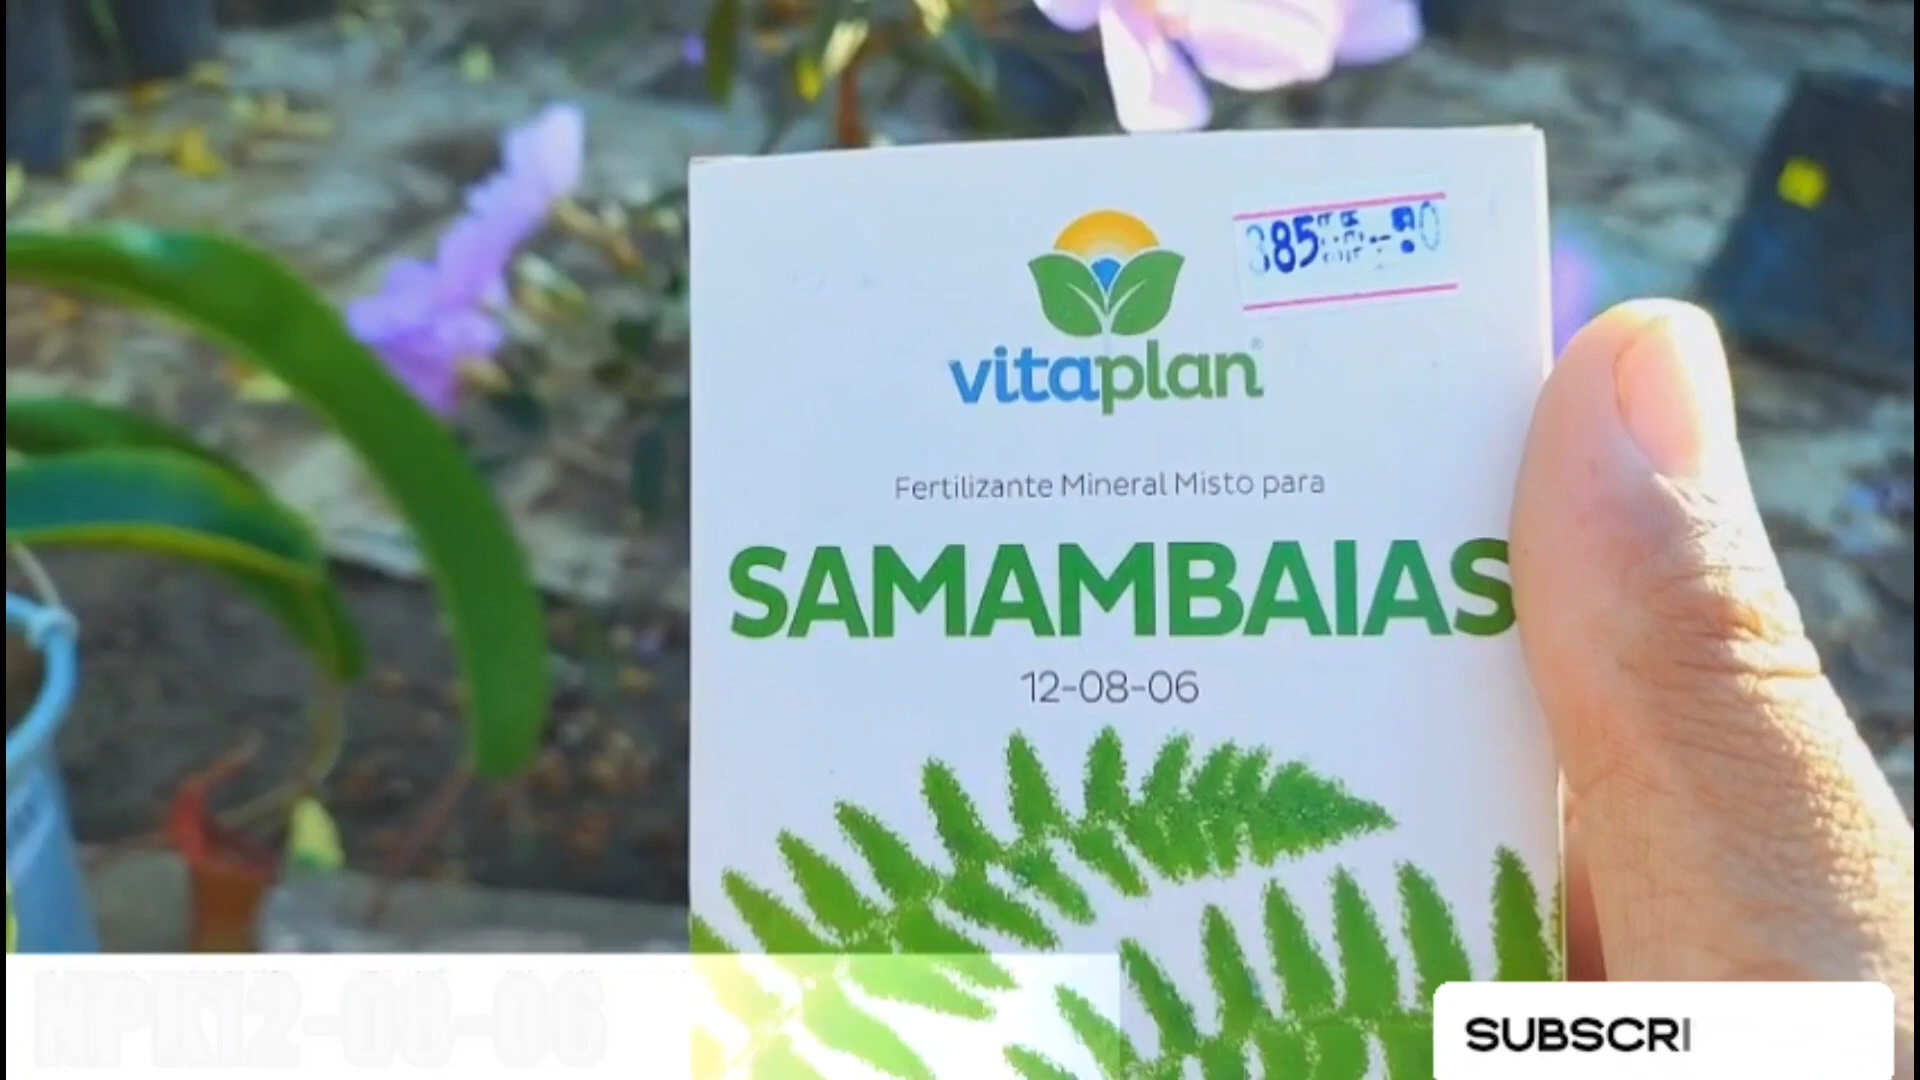 vitaplan®
Fertilizante Mineral Misto para
SAMAMBAIAS
12-08-06
SUBSCRI